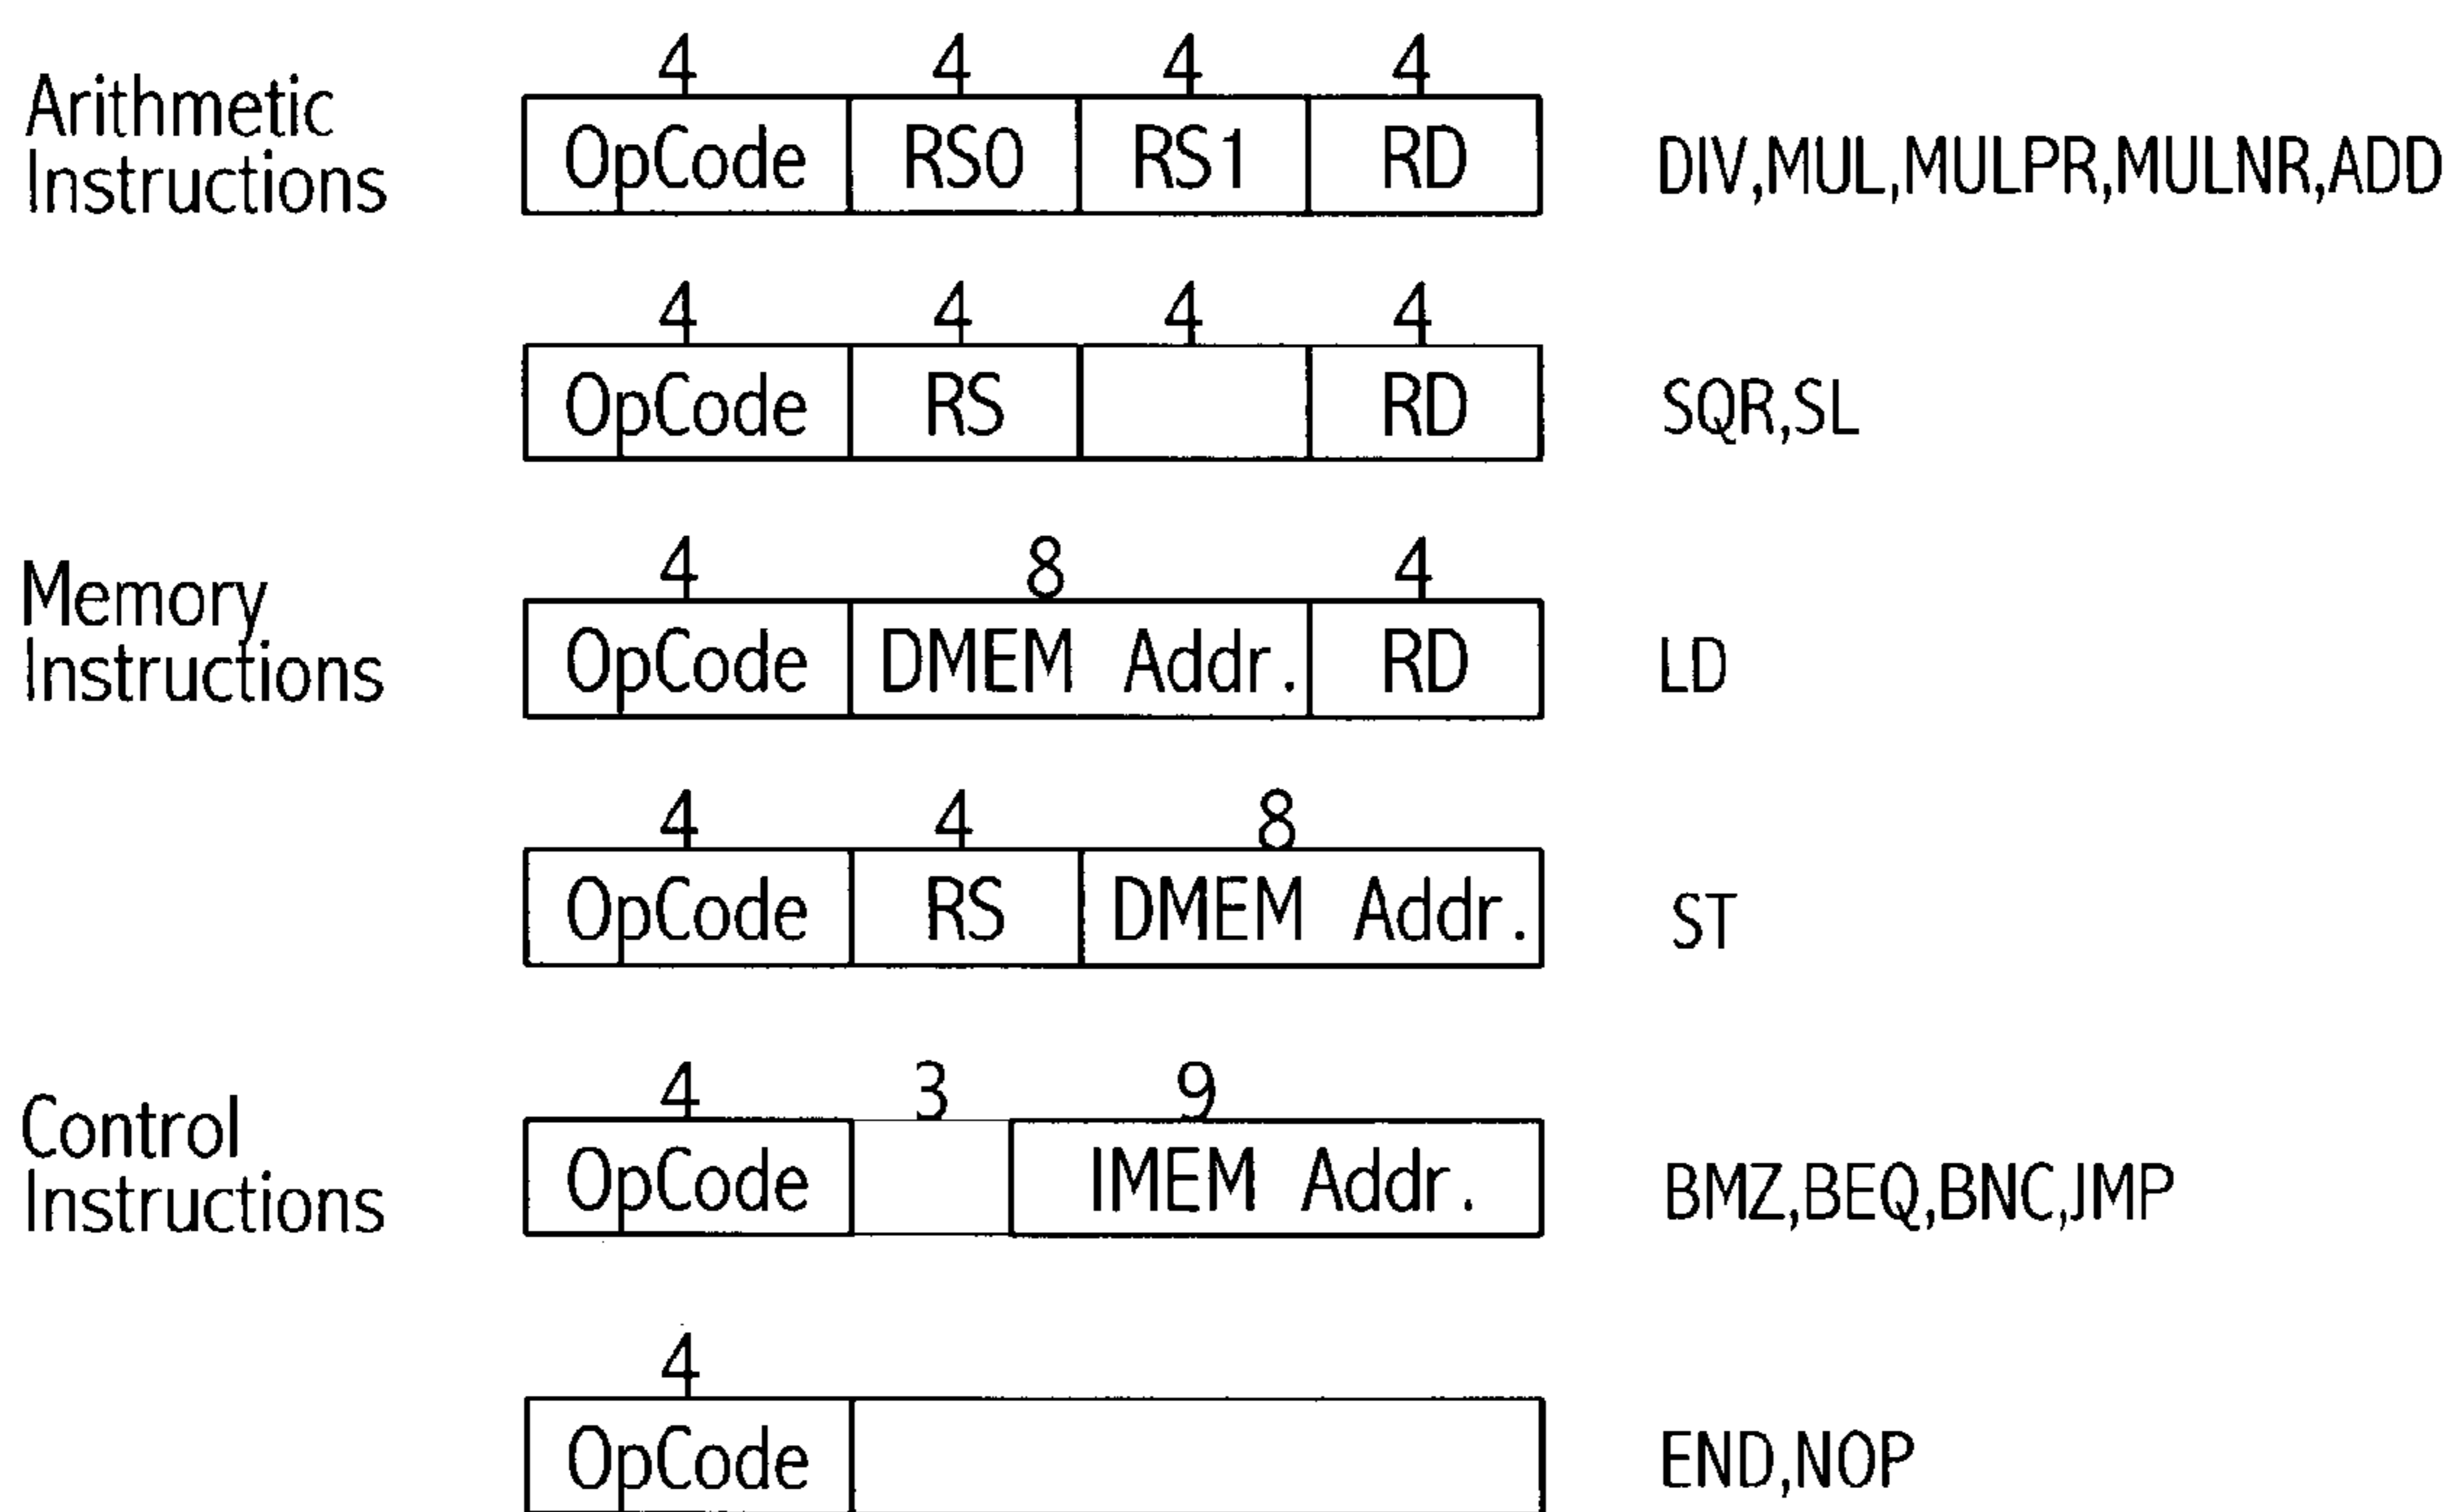 4 4 4 4
Arithmetic
Instructions
OpCode RS0 RS1 RD
DIV,MUL,MULPR,MULNR,ADD
4 4 4 4
OpCode RS RD
SQR,SL
4 8 4
Memory
Instructions
OpCode DMEM Addr. RD
LD
4 4 8
OpCode RS DMEM Addr.
ST
4 3 9
Control
Instructions
OpCode IMEM Addr.
BMZ,BEQ,BNC,JMP
4
OpCode
END,NOP